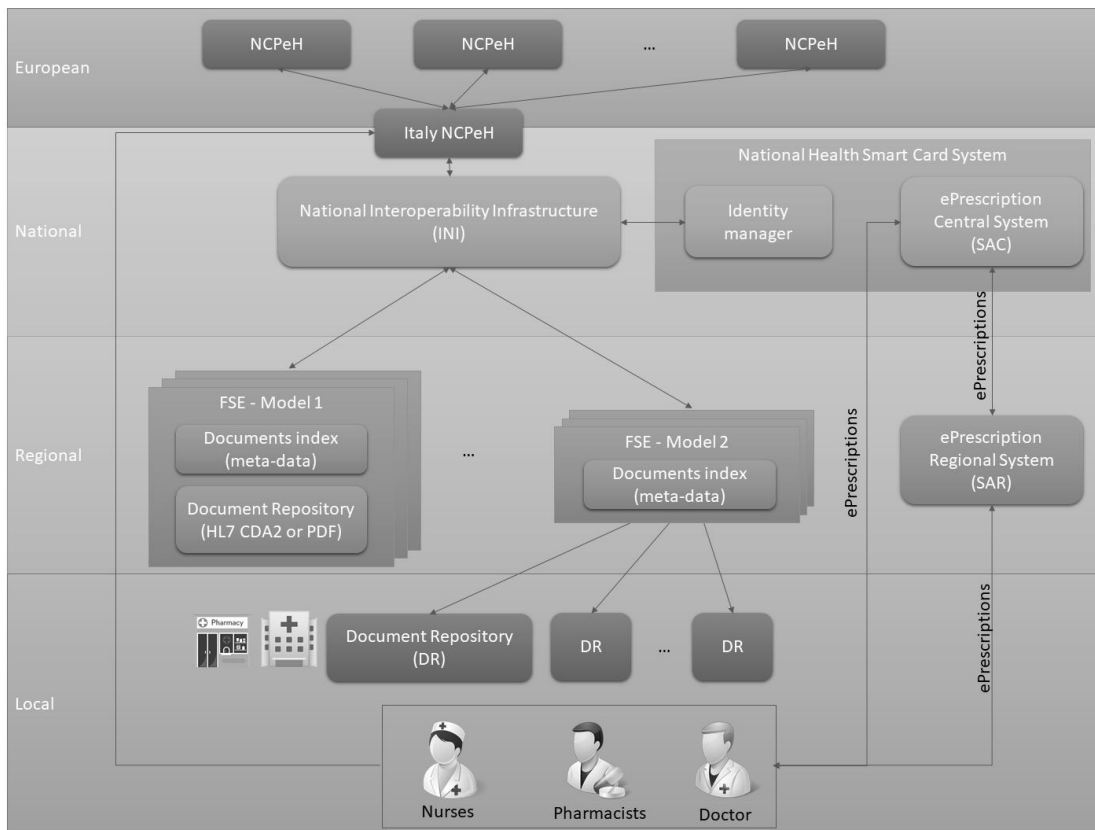 NCPeH
NCPeH
...
NCPeH
European
Italy NCPeH
National Health Smart Card System
National Interoperability Infrastructure
(INI)
Identity
manager
ePrescription
Central System
(SAC)
National
ePrescriptions
ePrescriptions
FSE - Model 1
Documents index
(meta-data)
Document Repository
(HL7 CDA2 or PDF)
...
FSE - Model 2
Documents index
(meta-data)
ePrescription
Regional System
(SAR)
Regional
ePrescriptions
Pharmacy
Document Repository
(DR)
DR
...
DR
Local
Nurses
Pharmacists
Doctor